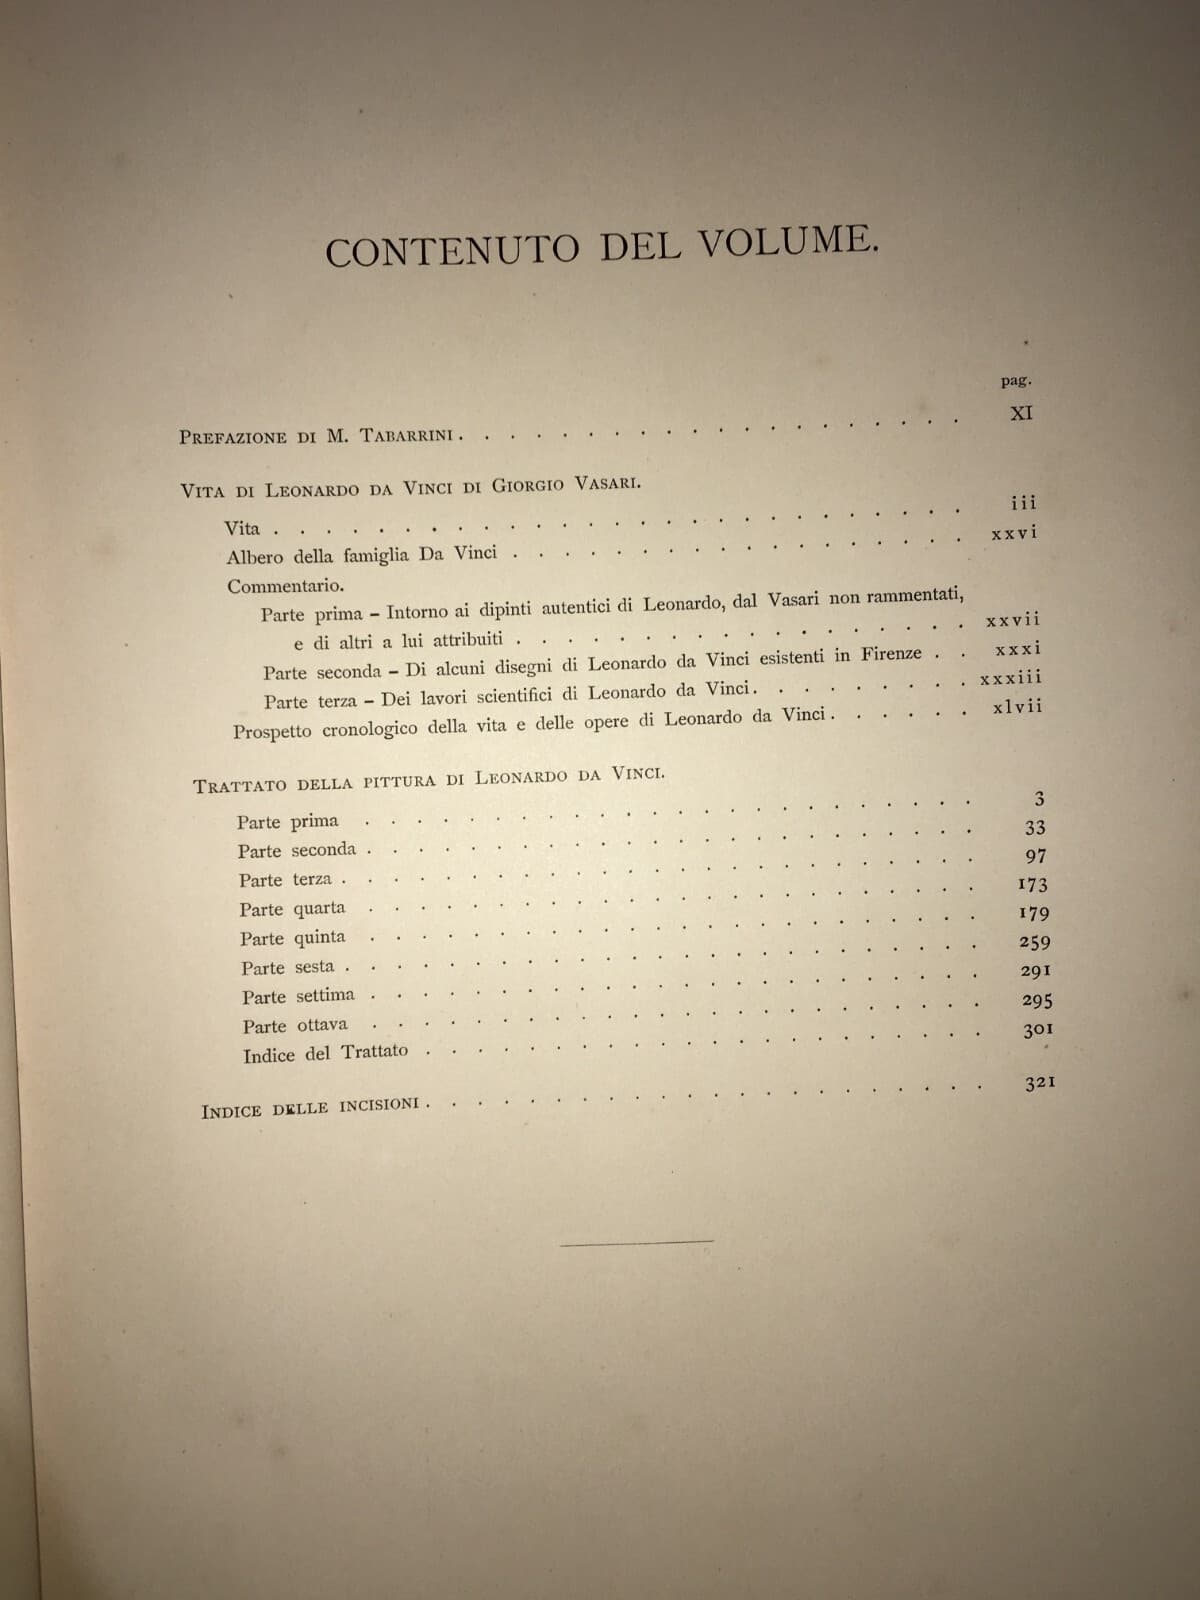 CONTENUTO DEL VOLUME.
pag.
PREFAZIONE DI M. TABARRINI . . . . . . . . . . . . . . . . . . . . XI
VITA DI LEONARDO DA VINCI DI GIORGIO VASARI.
Vita . . . . . . . . . . . . . . . . . . . . . . . . . . . iii
Albero della famiglia Da Vinci . . . . . . . . . . . . . . . . . . xxvi
Commentario.
Parte prima – Intorno ai dipinti autentici di Leonardo, dal Vasari non rammentati,
e di altri a lui attribuiti . . . . . . . . . . . . . . . . . . xxvii
Parte seconda – Di alcuni disegni di Leonardo da Vinci esistenti in Firenze . . xxxi
Parte terza – Dei lavori scientifici di Leonardo da Vinci. . . . . . . . . xxxiii
Prospetto cronologico della vita e delle opere di Leonardo da Vinci. . . . . . xlvii
TRATTATO DELLA PITTURA DI LEONARDO DA VINCI.
Parte prima . . . . . . . . . . . . . . . . . . . . . . . . 3
Parte seconda . . . . . . . . . . . . . . . . . . . . . . . . 33
Parte terza . . . . . . . . . . . . . . . . . . . . . . . . . 97
Parte quarta . . . . . . . . . . . . . . . . . . . . . . . . 173
Parte quinta . . . . . . . . . . . . . . . . . . . . . . . . 179
Parte sesta . . . . . . . . . . . . . . . . . . . . . . . . . 259
Parte settima . . . . . . . . . . . . . . . . . . . . . . . . 291
Parte ottava . . . . . . . . . . . . . . . . . . . . . . . . 295
Indice del Trattato . . . . . . . . . . . . . . . . . . . . . . 301
INDICE DELLE INCISIONI . . . . . . . . . . . . . . . . . . . . . . 321